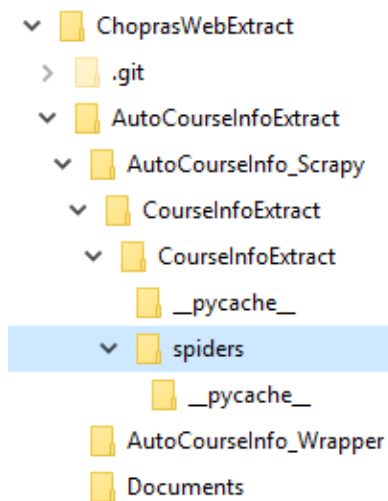 ChoprasWebExtract
.git
AutoCourseInfoExtract
AutoCourseInfo_Scrapy
CourseInfoExtract
CourseInfoExtract
__pycache__
spiders
__pycache__
AutoCourseInfo_Wrapper
Documents